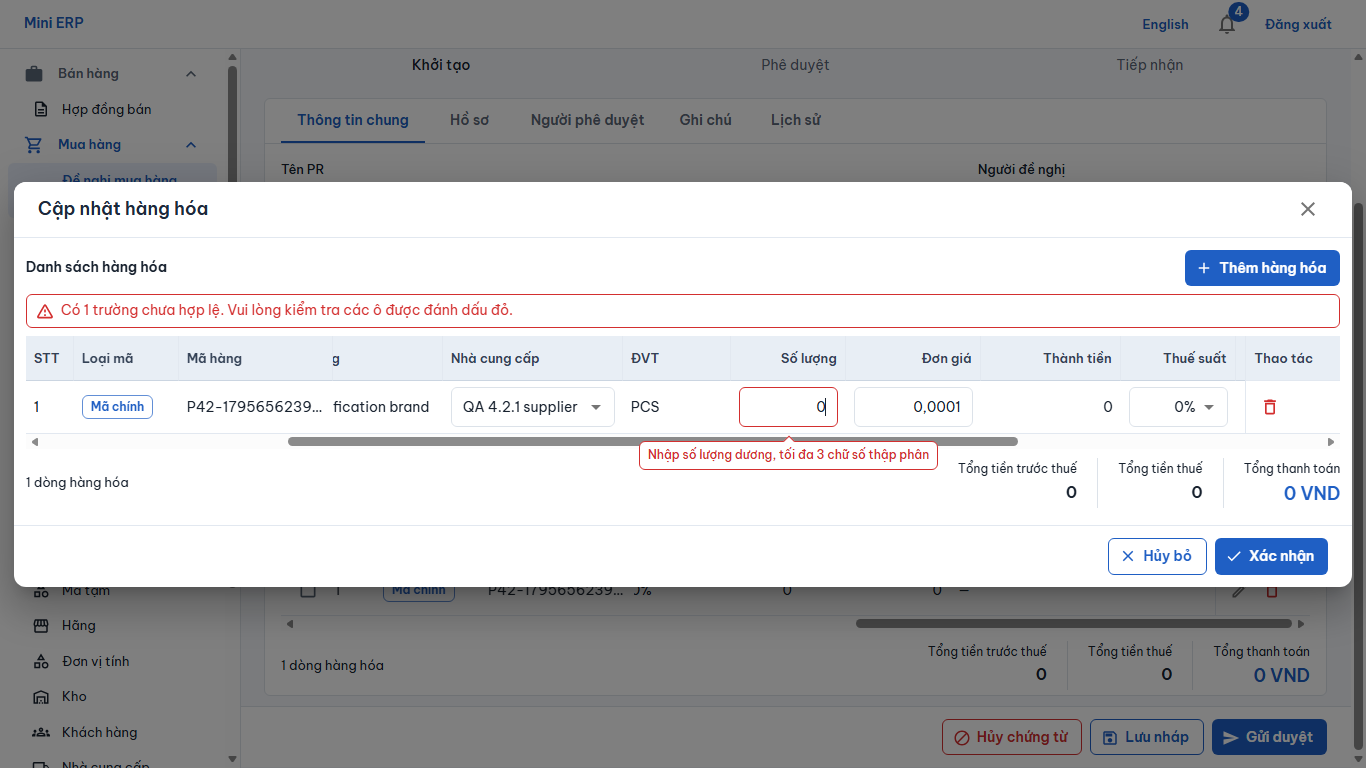 Mini ERP
English
4
Đăng xuất
Bán hàng
Hợp đồng bán
Mua hàng
Đề nghị mua hàng
Khởi tạo
Phê duyệt
Tiếp nhận
Thông tin chung
Hồ sơ
Người phê duyệt
Ghi chú
Lịch sử
Tên PR
Người đề nghị
Cập nhật hàng hóa
Danh sách hàng hóa
Thêm hàng hóa
Có 1 trường chưa hợp lệ. Vui lòng kiểm tra các ô được đánh dấu đỏ.
STT Loại mã Mã hàng g Nhà cung cấp ĐVT Số lượng Đơn giá Thành tiền Thuế suất Thao tác
1 Mã chính P42-1795656239... fication brand QA 4.2.1 supplier PCS 0 0,0001 0 0%
Nhập số lượng dương, tối đa 3 chữ số thập phân
1 dòng hàng hóa
Tổng tiền trước thuế
0
Tổng tiền thuế
0
Tổng thanh toán
0 VND
Hủy bỏ
Xác nhận
Mã tạm
Hãng
Đơn vị tính
Kho
Khách hàng
Nhà cung cấp
1 Mã chính P42-1795656239... 0 0 —
1 dòng hàng hóa
Tổng tiền trước thuế
0
Tổng tiền thuế
0
Tổng thanh toán
0 VND
Hủy chứng từ
Lưu nháp
Gửi duyệt